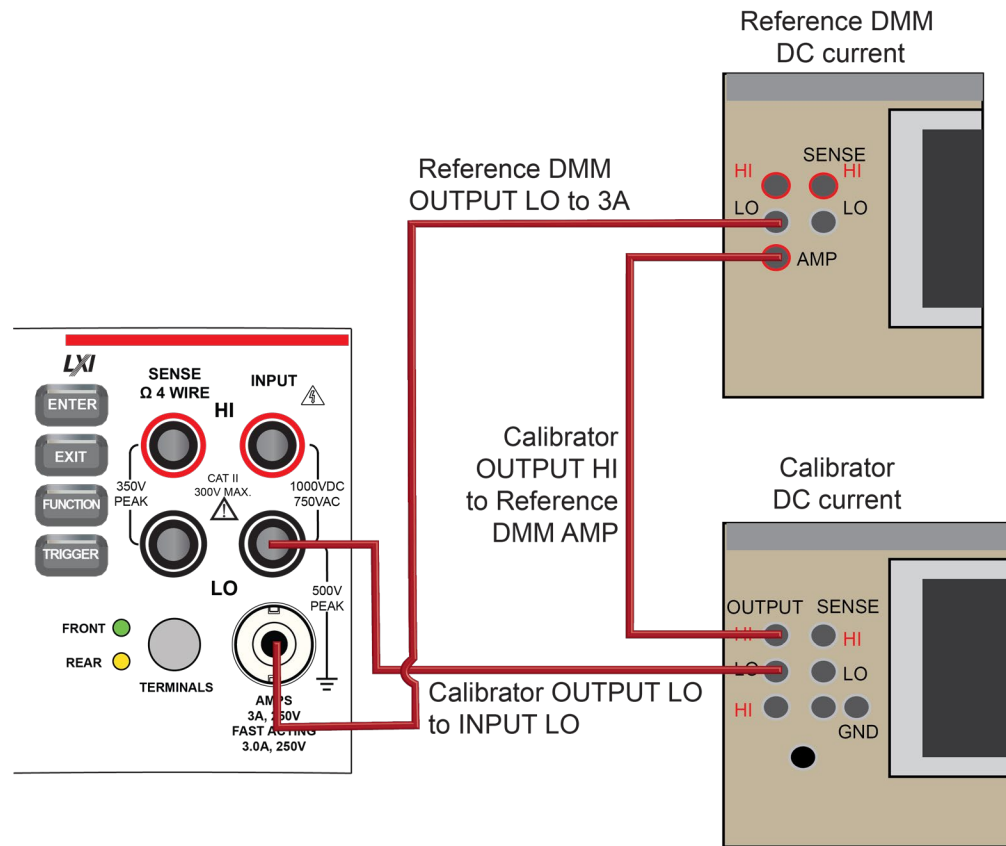 Reference DMM
DC current
SENSE
HI
HI
LO
LO
AMP
Reference DMM
OUTPUT LO to 3A
Calibrator
OUTPUT HI
to Reference
DMM AMP
Calibrator
DC current
OUTPUT
SENSE
HI
HI
LO
LO
HI
GND
Calibrator OUTPUT LO
to INPUT LO
LXI
ENTER
EXIT
FUNCTION
TRIGGER
SENSE
Ω 4 WIRE
INPUT
HI
350V
PEAK
CAT II
300V MAX.
1000VDC
750VAC
LO
500V
PEAK
FRONT
REAR
TERMINALS
AMPS
3A, 250V
FAST ACTING
3.0A, 250V